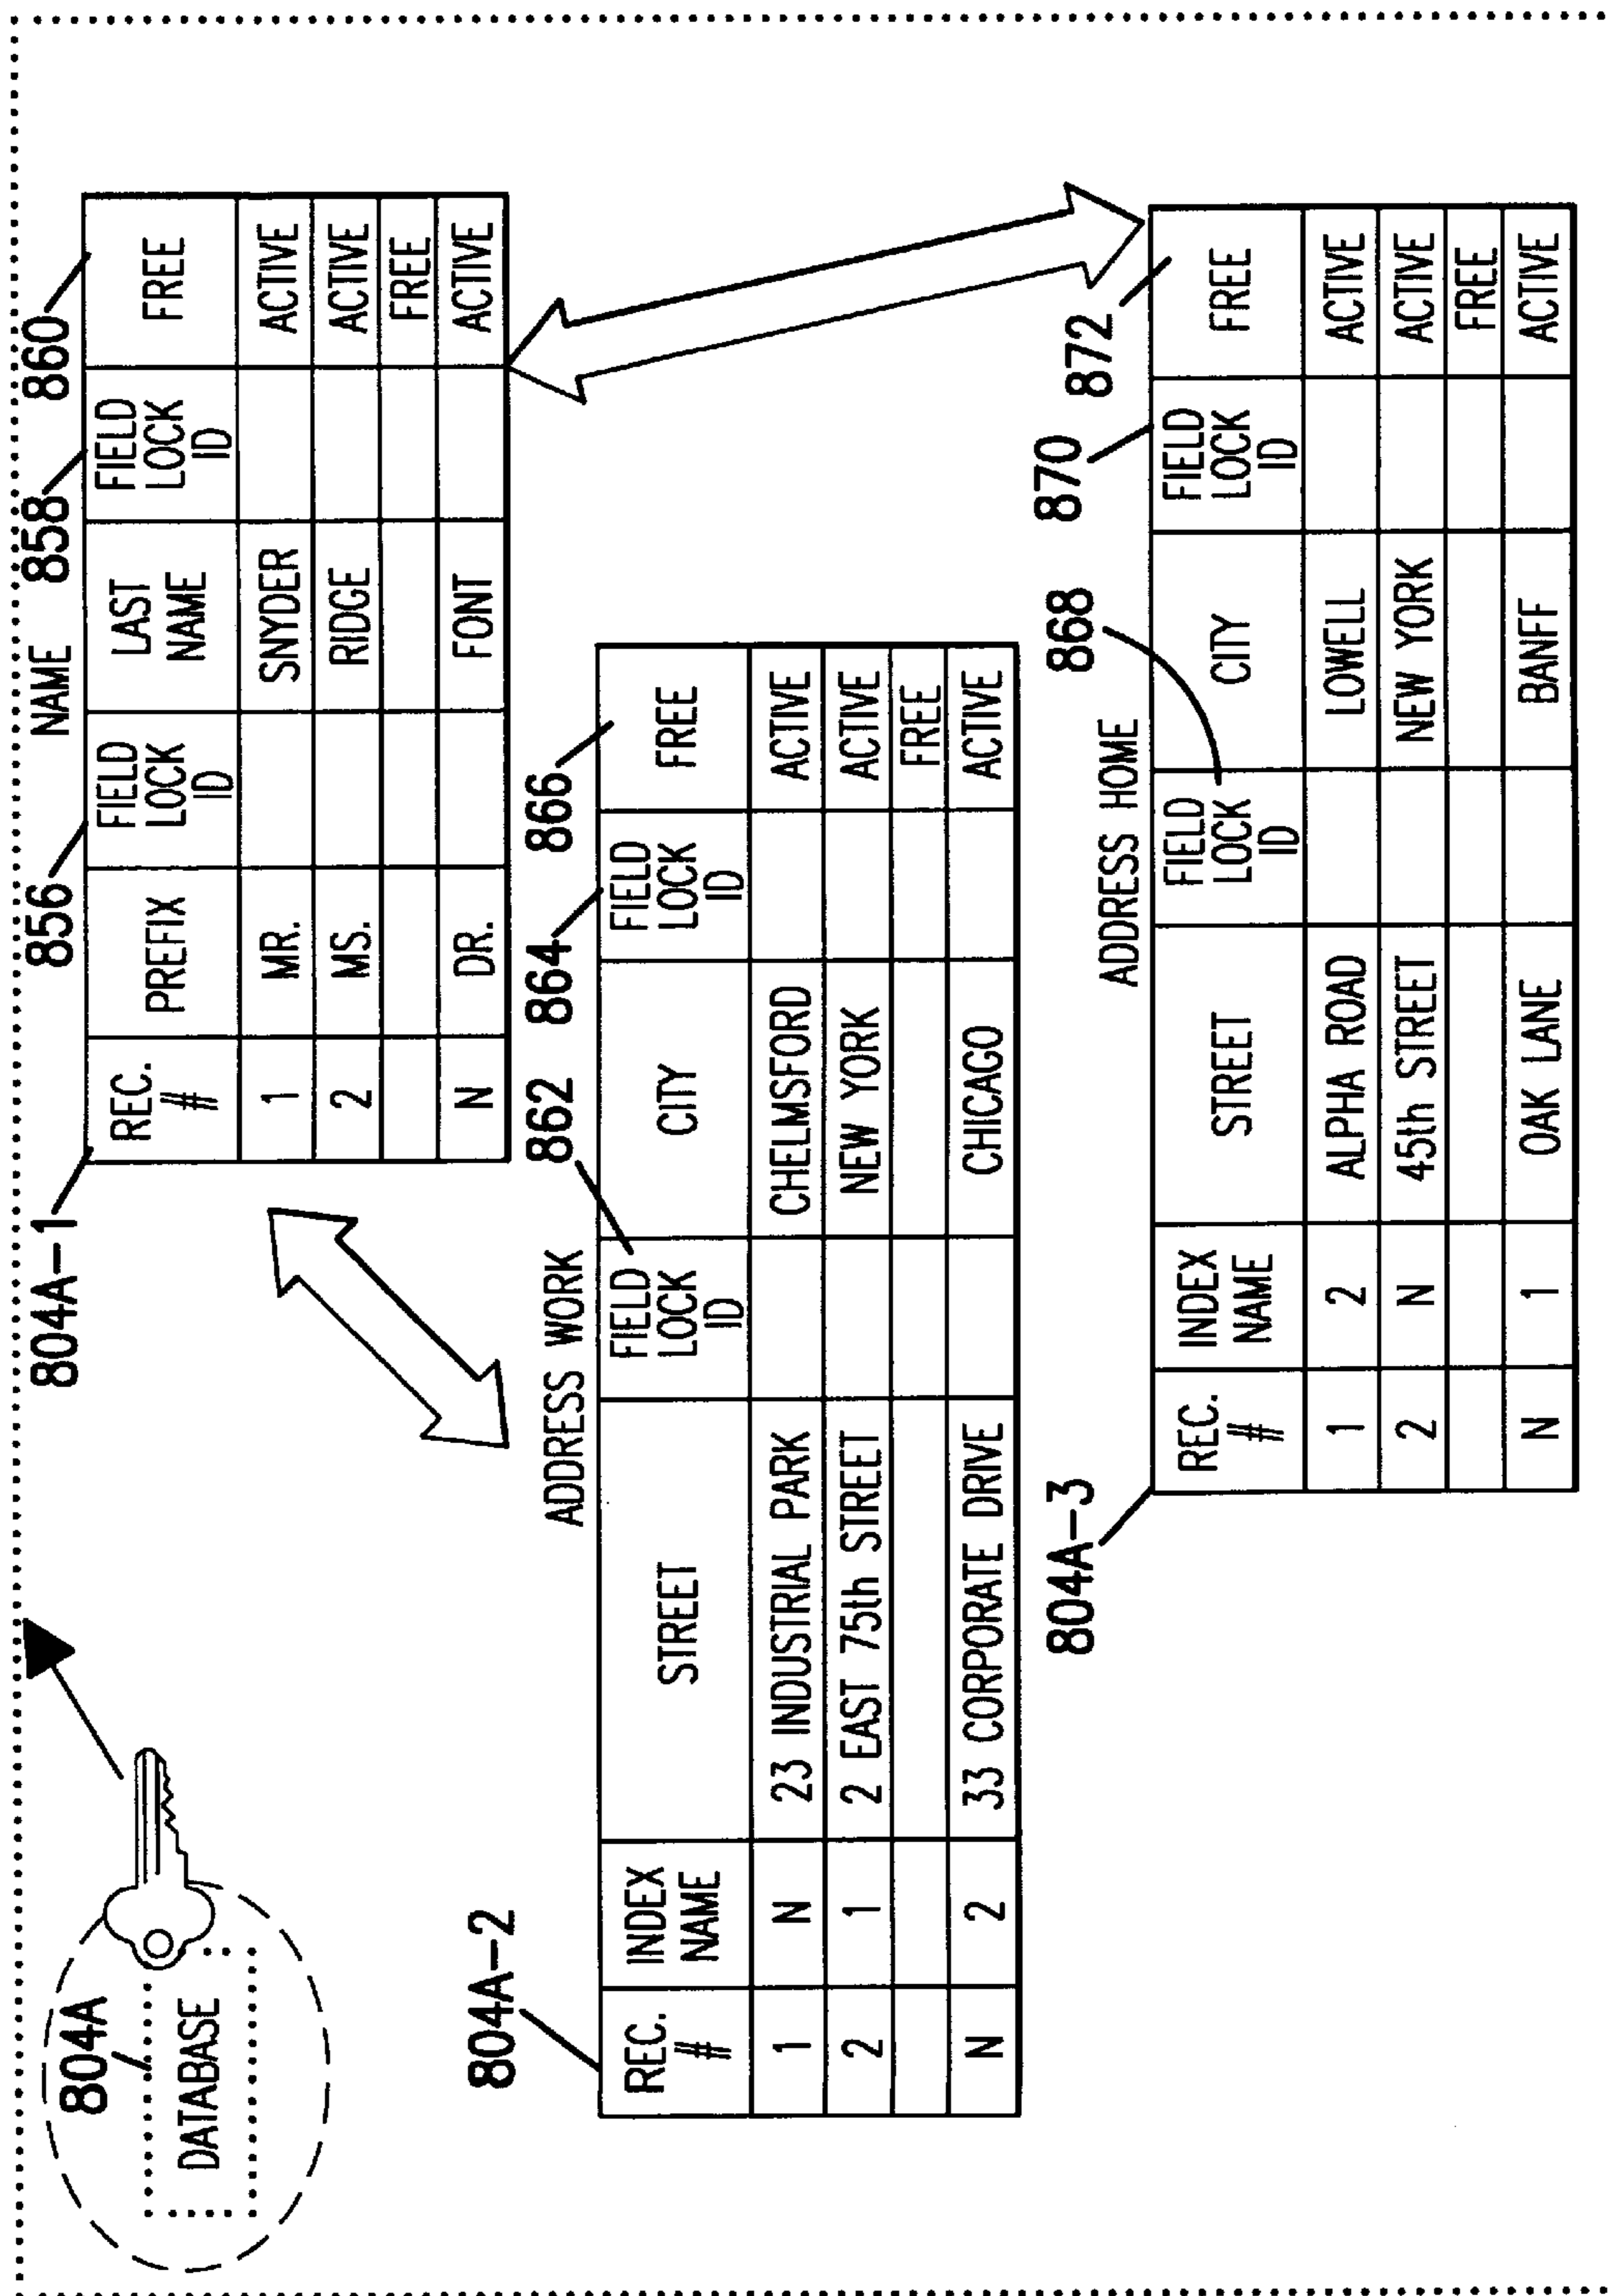 804A
DATABASE
804A-1
NAME
856
858
860
REC. # PREFIX FIELD LOCK ID LAST NAME FIELD LOCK ID FREE
1 MR. SNYDER ACTIVE
2 MS. RIDGE ACTIVE
FREE
N DR. FONT ACTIVE
804A-2
ADDRESS WORK
862
864
866
REC. # INDEX NAME STREET FIELD LOCK ID CITY FIELD LOCK ID FREE
1 N 23 INDUSTRIAL PARK CHELMSFORD ACTIVE
2 1 2 EAST 75th STREET NEW YORK ACTIVE
FREE
N 2 33 CORPORATE DRIVE CHICAGO ACTIVE
804A-3
ADDRESS HOME
868
870
872
REC. # INDEX NAME STREET FIELD LOCK ID CITY FIELD LOCK ID FREE
1 2 ALPHA ROAD LOWELL ACTIVE
2 N 45th STREET NEW YORK ACTIVE
FREE
N 1 OAK LANE BANFF ACTIVE